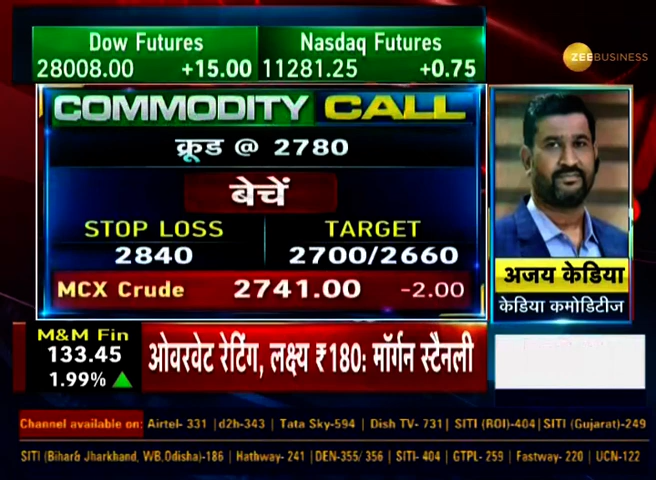 Dow Futures
28008.00 +15.00
Nasdaq Futures
11281.25 +0.75
ZEEBUSINESS
COMMODITY CALL
क्रूड @ 2780
बेचें
STOP LOSS
2840
TARGET
2700/2660
MCX Crude 2741.00 -2.00
अजय केडिया
केडिया कमोडिटीज
M&M Fin
133.45
1.99%
ओवरवेट रेटिंग, लक्ष्य ₹180: मॉर्गन स्टैनली
Channel available on: Airtel- 331 | d2h-343 | Tata Sky-594 | Dish TV- 731| SITI (ROI)-404| SITI (Gujarat)-249
SITI (Bihar& Jharkhand, WB,Odisha)-186 | Hathway- 241 |DEN-355/ 356 | SITI- 404 | GTPL- 259 | Fastway- 220 | UCN-122